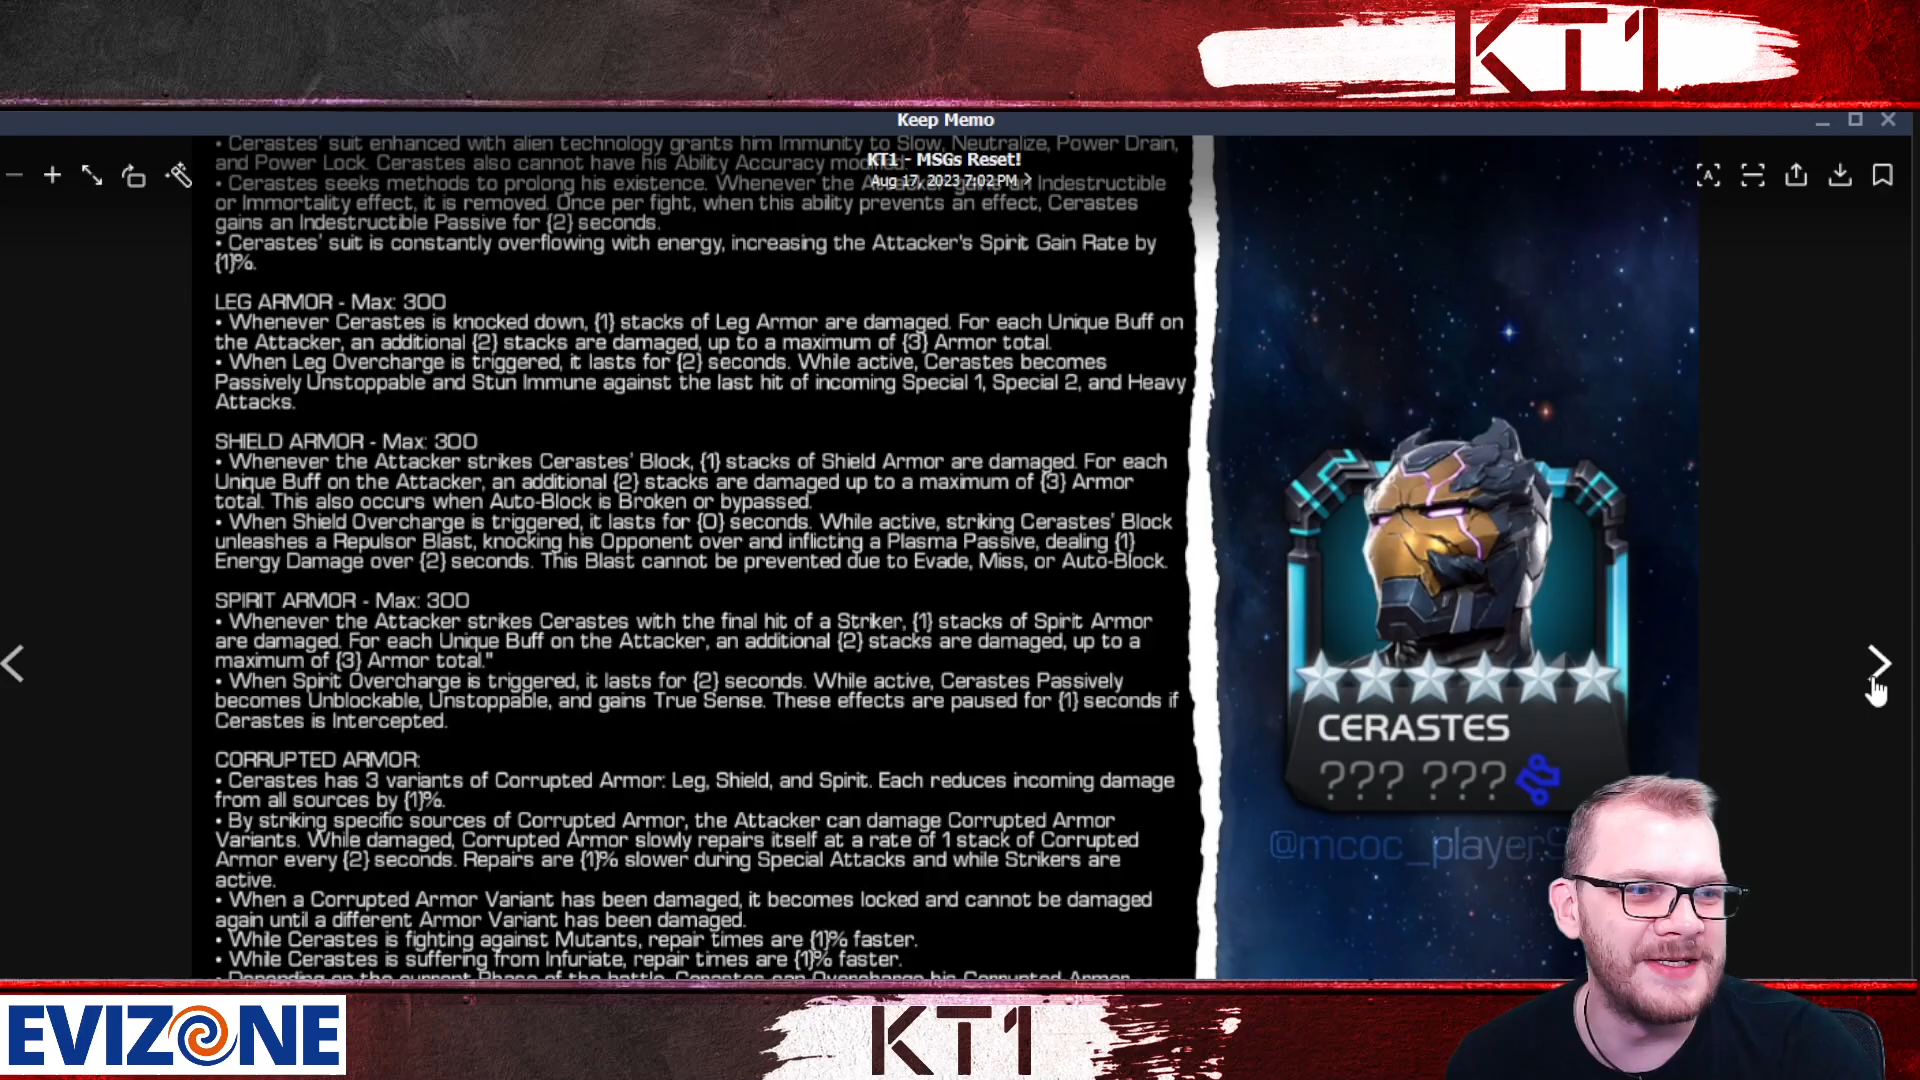 KT1
Keep Memo
• Cerastes' suit enhanced with alien technology grants him Immunity to Slow, Neutralize, Power Drain,
and Power Lock. Cerastes also cannot have his Ability Accuracy
KT1 - MSGs Reset!
Aug 17, 2023 7:02 PM >
• Cerastes seeks methods to prolong his existence. Whenever the Indestructible
or Immortality effect, it is removed. Once per fight, when this ability prevents an effect, Cerastes
gains an Indestructible Passive for {2} seconds.
• Cerastes' suit is constantly overflowing with energy, increasing the Attacker's Spirit Gain Rate by
{1}%.
LEG ARMOR - Max: 300
• Whenever Cerastes is knocked down, {1} stacks of Leg Armor are damaged. For each Unique Buff on
the Attacker, an additional {2} stacks are damaged, up to a maximum of {3} Armor total.
• When Leg Overcharge is triggered, it lasts for {2} seconds. While active, Cerastes becomes
Passively Unstoppable and Stun Immune against the last hit of incoming Special 1, Special 2, and Heavy
Attacks.
SHIELD ARMOR - Max: 300
• Whenever the Attacker strikes Cerastes' Block, {1} stacks of Shield Armor are damaged. For each
Unique Buff on the Attacker, an additional {2} stacks are damaged up to a maximum of {3} Armor
total. This also occurs when Auto-Block is Broken or bypassed.
• When Shield Overcharge is triggered, it lasts for {0} seconds. While active, striking Cerastes' Block
unleashes a Repulsor Blast, knocking his Opponent over and inflicting a Plasma Passive, dealing {1}
Energy Damage over {2} seconds. This Blast cannot be prevented due to Evade, Miss, or Auto-Block.
SPIRIT ARMOR - Max: 300
• Whenever the Attacker strikes Cerastes with the final hit of a Striker, {1} stacks of Spirit Armor
are damaged. For each Unique Buff on the Attacker, an additional {2} stacks are damaged, up to a
maximum of {3} Armor total."
• When Spirit Overcharge is triggered, it lasts for {2} seconds. While active, Cerastes Passively
becomes Unblockable, Unstoppable, and gains True Sense. These effects are paused for {1} seconds if
Cerastes is Intercepted.
CORRUPTED ARMOR:
• Cerastes has 3 variants of Corrupted Armor: Leg, Shield, and Spirit. Each reduces incoming damage
from all sources by {1}%.
• By striking specific sources of Corrupted Armor, the Attacker can damage Corrupted Armor
Variants. While damaged, Corrupted Armor slowly repairs itself at a rate of 1 stack of Corrupted
Armor every {2} seconds. Repairs are {1}% slower during Special Attacks and while Strikers are
active.
• When a Corrupted Armor Variant has been damaged, it becomes locked and cannot be damaged
again until a different Armor Variant has been damaged.
• While Cerastes is fighting against Mutants, repair times are {1}% faster.
• While Cerastes is suffering from Infuriate, repair times are {1}% faster.
• Depending on the current Phase of the battle, Cerastes can Overcharge his Corrupted Armor
CERASTES
??? ???
@mcoc_player9
EVIZONE
KT1